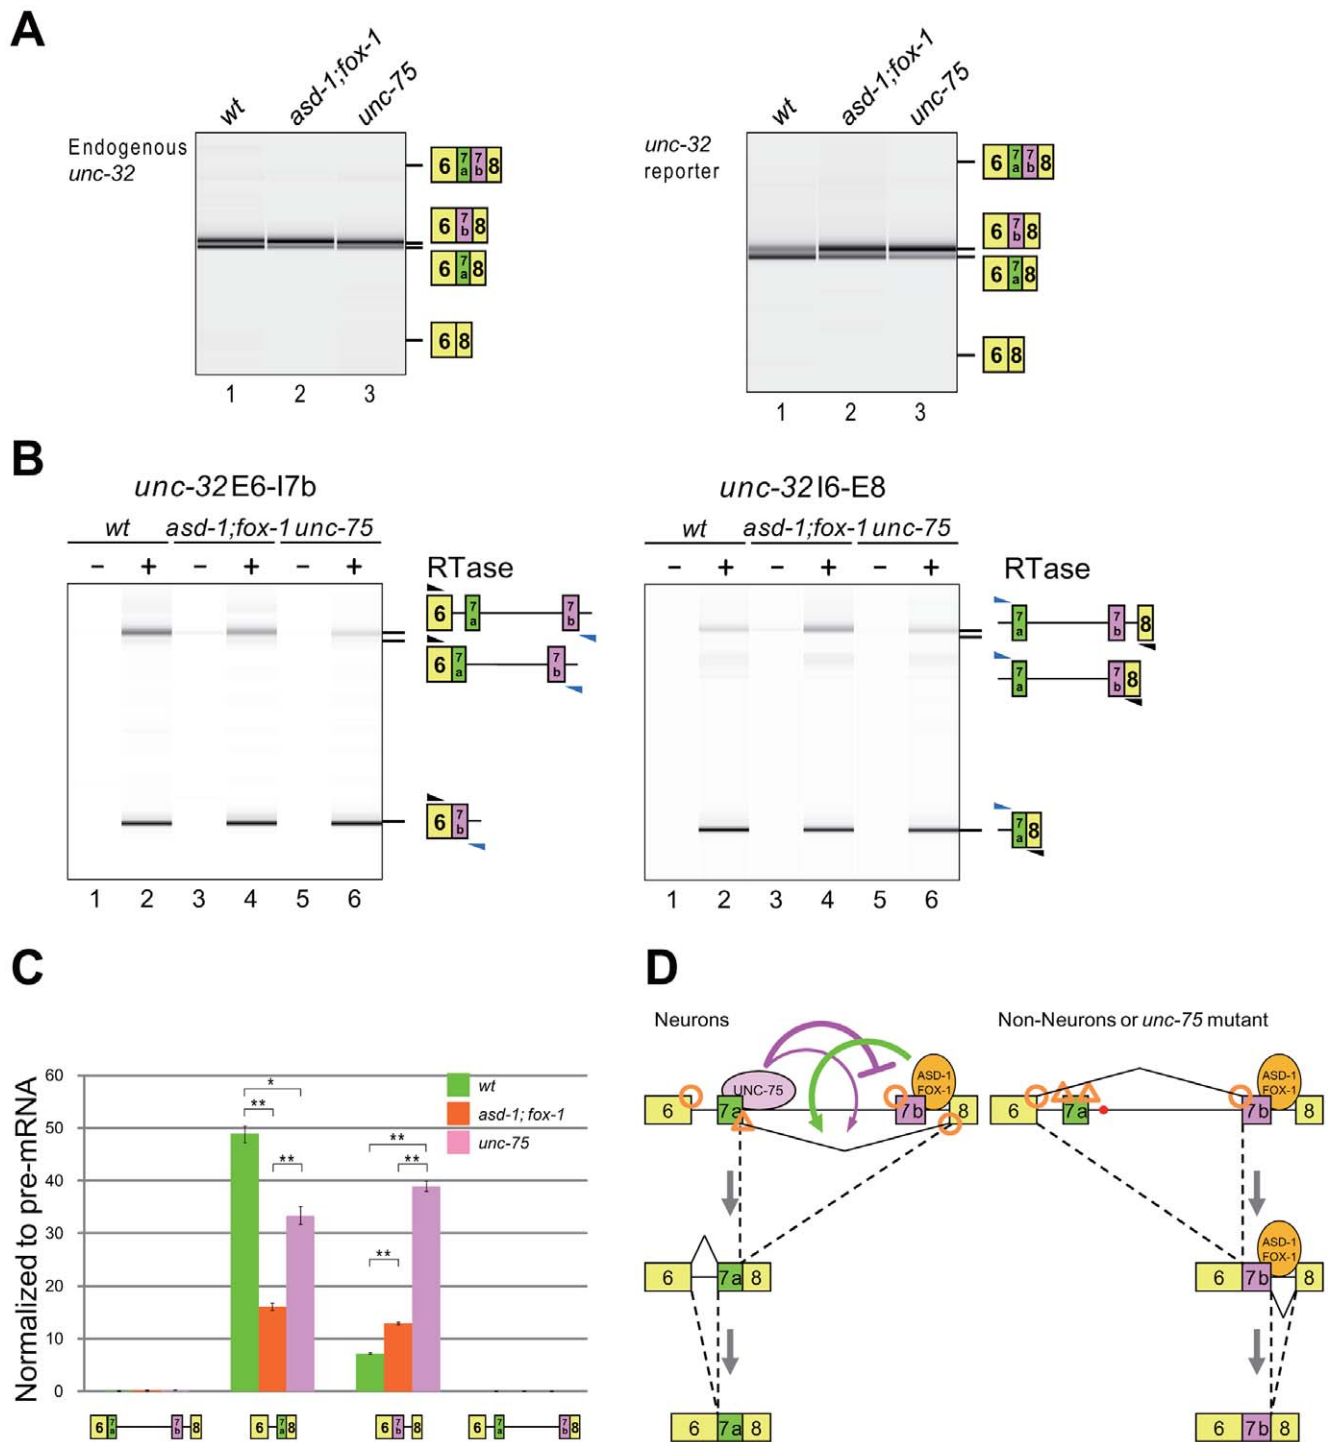 A
wt
asd-1;fox-1
unc-75
Endogenous
unc-32
6 7a 7b 8
6 7b 8
6 7a 8
6 8
1 2 3
wt
asd-1;fox-1
unc-75
unc-32
reporter
6 7a 7b 8
6 7b 8
6 7a 8
6 8
1 2 3
B
unc-32 E6-I7b
wt asd-1;fox-1 unc-75
− + − + − + RTase
6 7a 7b
6 7a 7b
6 7b
1 2 3 4 5 6
unc-32 I6-E8
wt asd-1;fox-1 unc-75
− + − + − + RTase
7a 7b 8
7a 7b 8
7a 8
1 2 3 4 5 6
C
Normalized to pre-mRNA
60
50
40
30
20
10
0
wt
asd-1; fox-1
unc-75
*
**
**
**
**
**
6 7a 7b 8
6 7a 8
6 7b 8
6 7a 7b 8
D
Neurons
UNC-75
ASD-1
FOX-1
6 7a 7b 8
6 7a 8
6 7a 8
Non-Neurons or unc-75 mutant
ASD-1
FOX-1
6 7a 7b 8
ASD-1
FOX-1
6 7b 8
6 7b 8